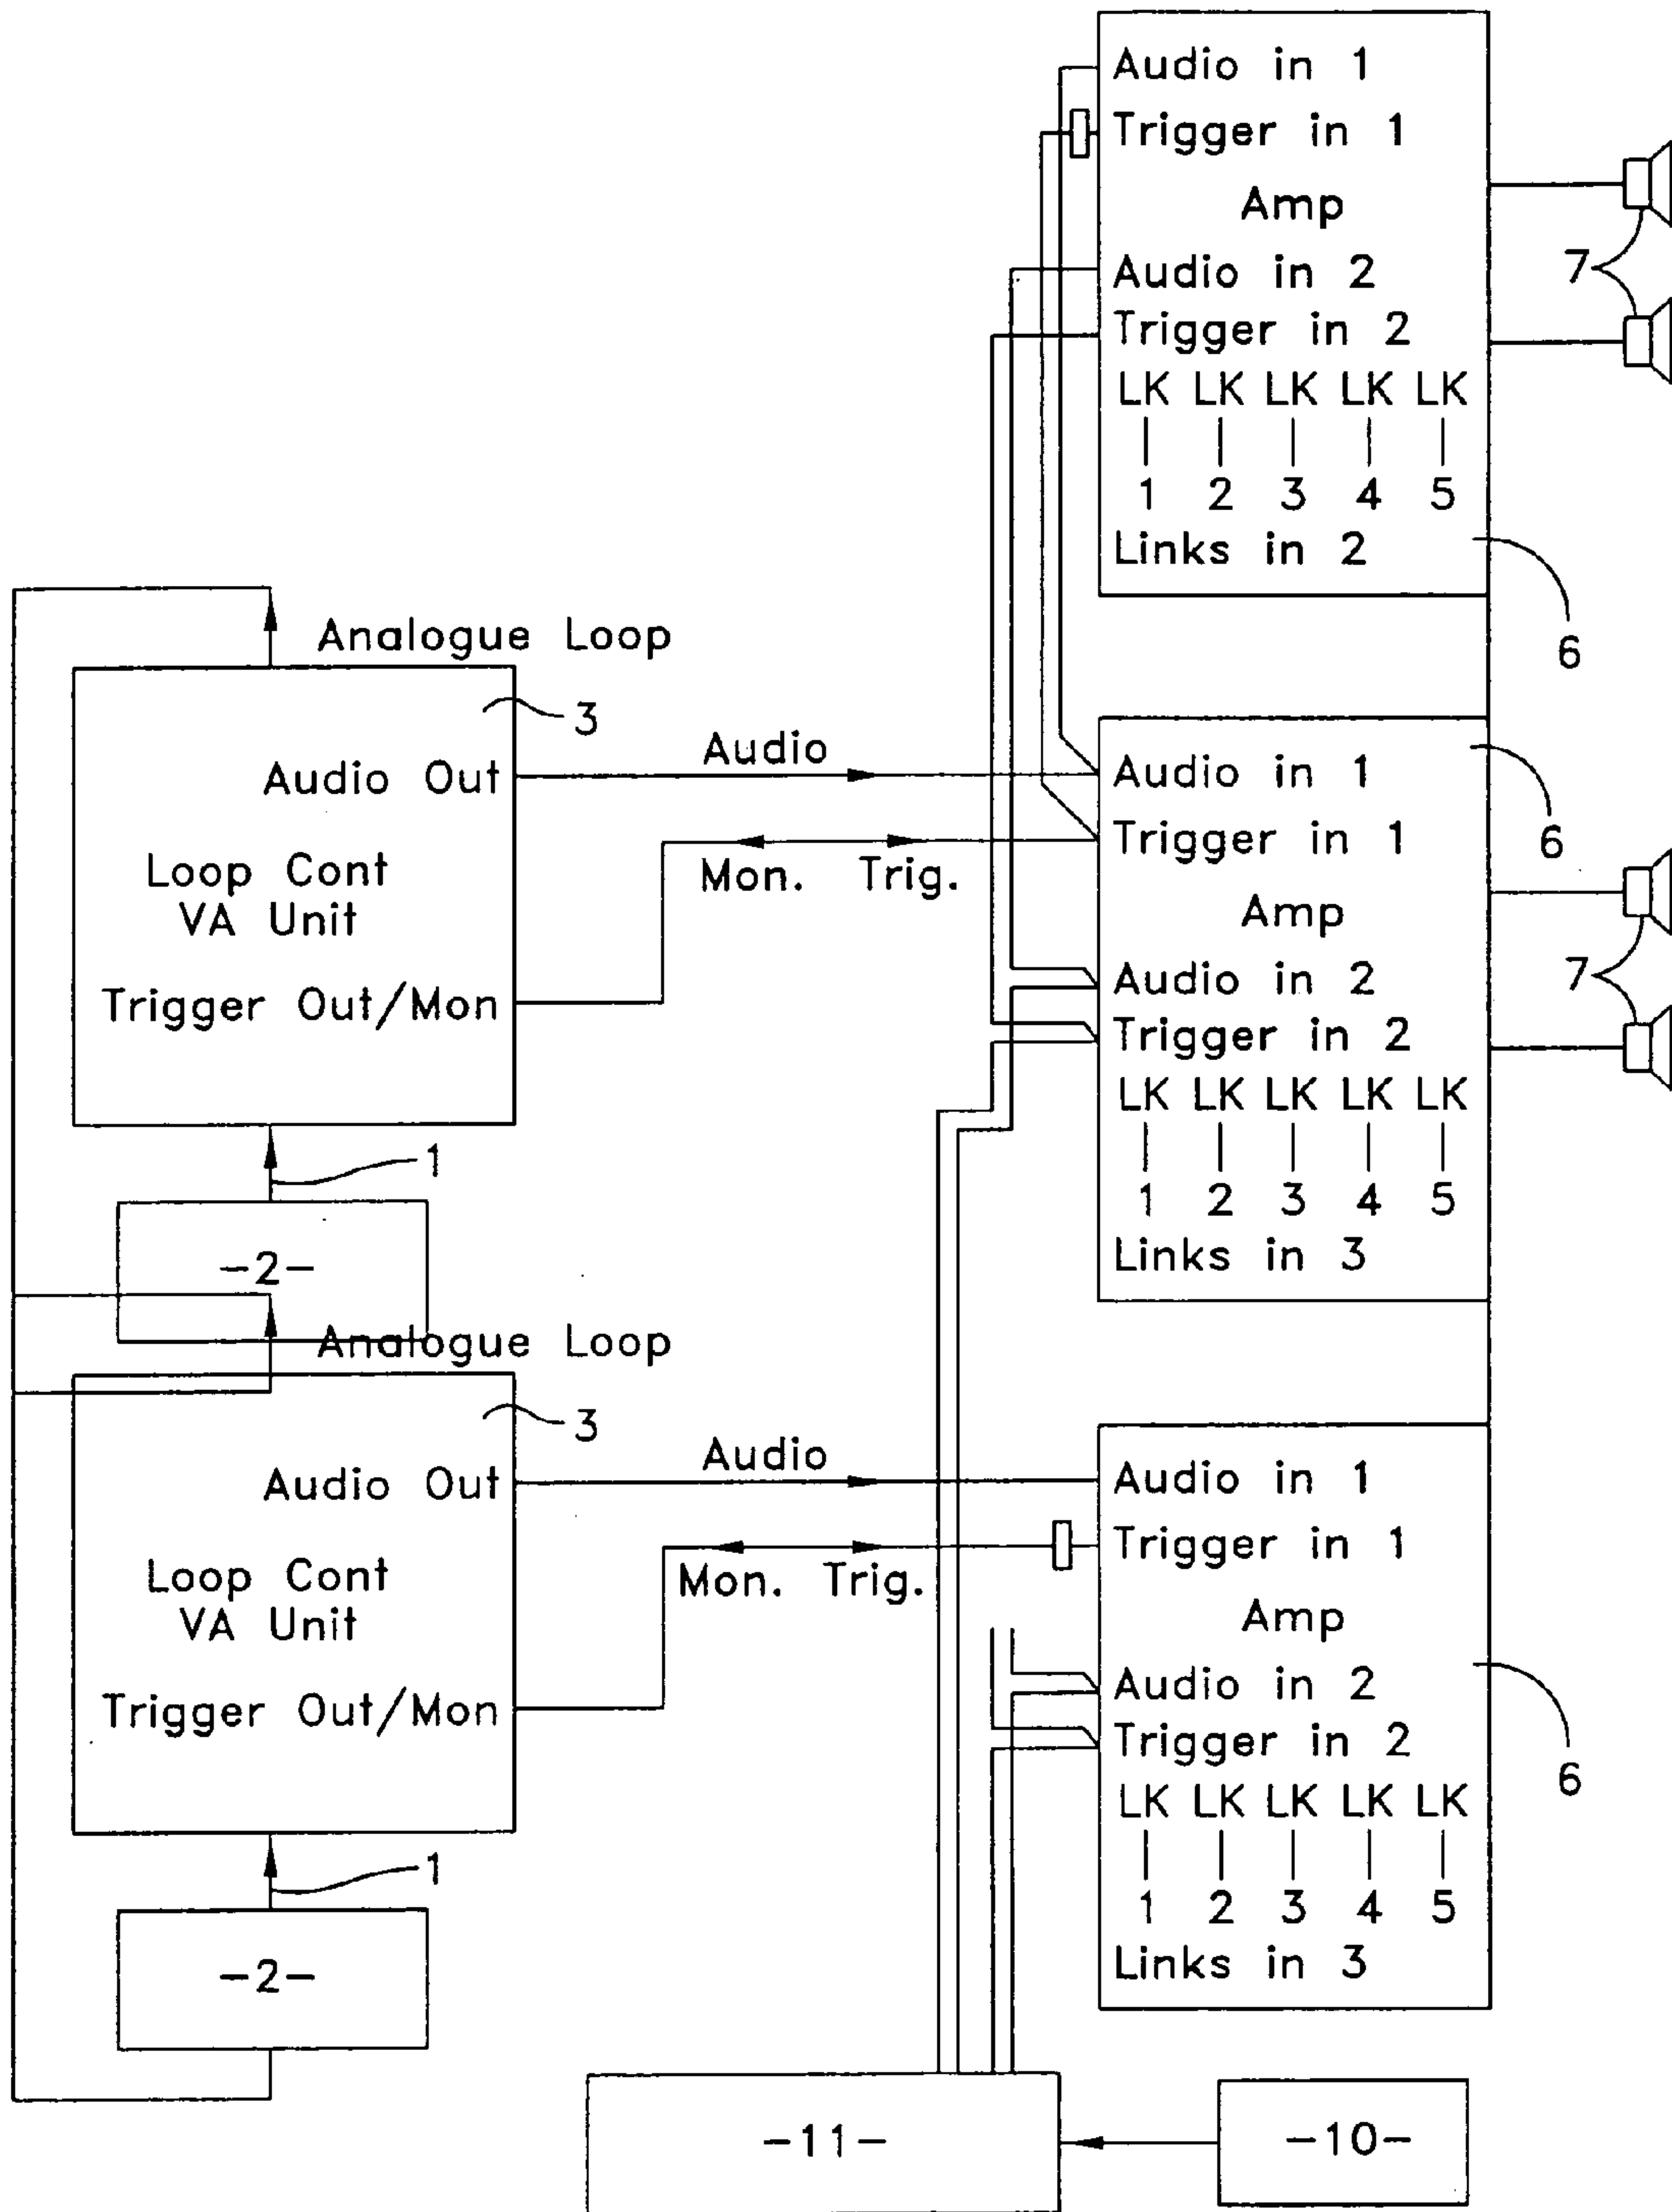 Audio in 1
Trigger in 1
Amp
Audio in 2
Trigger in 2
LK LK LK LK LK
1 2 3 4 5
Links in 2
7
6
Analogue Loop
3
Audio Out
Loop Cont
VA Unit
Trigger Out/Mon
Audio
Mon. Trig.
Audio in 1
Trigger in 1
Amp
Audio in 2
Trigger in 2
LK LK LK LK LK
1 2 3 4 5
Links in 3
6
7
1
-2-
Analogue Loop
3
Audio Out
Loop Cont
VA Unit
Trigger Out/Mon
Audio
Mon. Trig.
Audio in 1
Trigger in 1
Amp
Audio in 2
Trigger in 2
LK LK LK LK LK
1 2 3 4 5
Links in 3
6
1
-2-
-11-
-10-